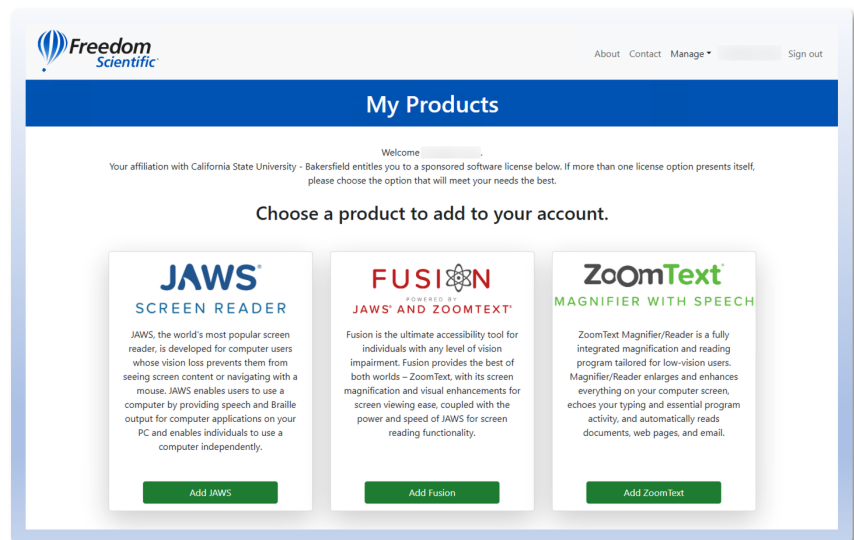 Freedom
Scientific
About Contact Manage Sign out
My Products
Welcome .
Your affiliation with California State University - Bakersfield entitles you to a sponsored software license below. If more than one license option presents itself,
please choose the option that will meet your needs the best.
Choose a product to add to your account.
JAWS®
SCREEN READER
JAWS, the world's most popular screen
reader, is developed for computer users
whose vision loss prevents them from
seeing screen content or navigating with a
mouse. JAWS enables users to use a
computer by providing speech and Braille
output for computer applications on your
PC and enables individuals to use a
computer independently.
Add JAWS
FUSION
POWERED BY
JAWS® AND ZOOMTEXT®
Fusion is the ultimate accessibility tool for
individuals with any level of vision
impairment. Fusion provides the best of
both worlds – ZoomText, with its screen
magnification and visual enhancements for
screen viewing ease, coupled with the
power and speed of JAWS for screen
reading functionality.
Add Fusion
ZoomText
MAGNIFIER WITH SPEECH
ZoomText Magnifier/Reader is a fully
integrated magnification and reading
program tailored for low-vision users.
Magnifier/Reader enlarges and enhances
everything on your computer screen,
echoes your typing and essential program
activity, and automatically reads
documents, web pages, and email.
Add ZoomText